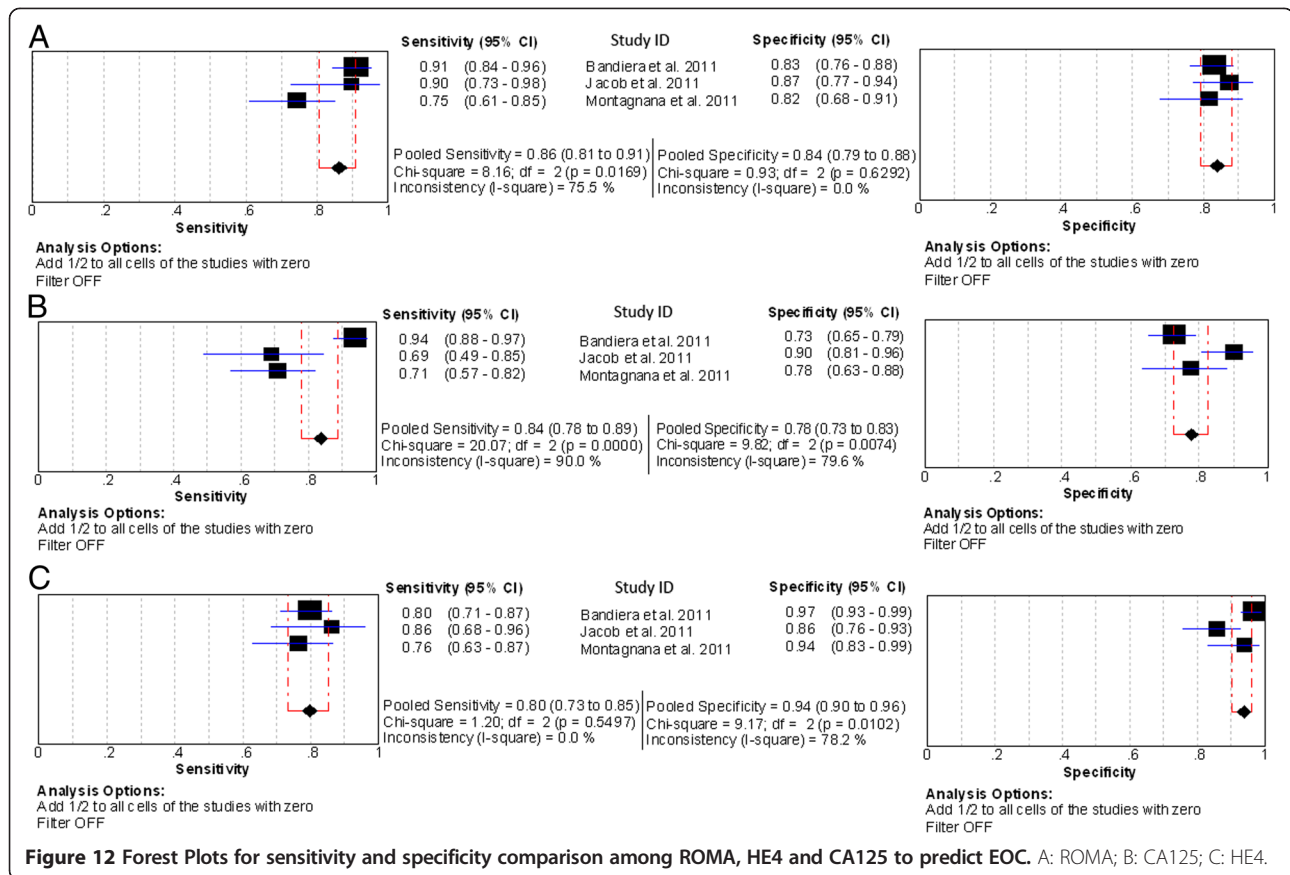 A
Sensitivity (95% CI) Study ID Specificity (95% CI)
0.91 (0.84 - 0.96) Bandiera et al. 2011 0.83 (0.76 - 0.88)
0.90 (0.73 - 0.98) Jacob et al. 2011 0.87 (0.77 - 0.94)
0.75 (0.61 - 0.85) Montagnana et al. 2011 0.82 (0.68 - 0.91)
Pooled Sensitivity = 0.86 (0.81 to 0.91) Pooled Specificity = 0.84 (0.79 to 0.88)
Chi-square = 8.16; df = 2 (p = 0.0169) Chi-square = 0.93; df = 2 (p = 0.6292)
Inconsistency (I-square) = 75.5 % Inconsistency (I-square) = 0.0 %
0 .2 .4 .6 .8 1 0 .2 .4 .6 .8 1
Sensitivity Specificity
Analysis Options: Analysis Options:
Add 1/2 to all cells of the studies with zero Add 1/2 to all cells of the studies with zero
Filter OFF Filter OFF
B
Sensitivity (95% CI) Study ID Specificity (95% CI)
0.94 (0.88 - 0.97) Bandiera et al. 2011 0.73 (0.65 - 0.79)
0.69 (0.49 - 0.85) Jacob et al. 2011 0.90 (0.81 - 0.96)
0.71 (0.57 - 0.82) Montagnana et al. 2011 0.78 (0.63 - 0.88)
Pooled Sensitivity = 0.84 (0.78 to 0.89) Pooled Specificity = 0.78 (0.73 to 0.83)
Chi-square = 20.07; df = 2 (p = 0.0000) Chi-square = 9.82; df = 2 (p = 0.0074)
Inconsistency (I-square) = 90.0 % Inconsistency (I-square) = 79.6 %
0 .2 .4 .6 .8 1 0 .2 .4 .6 .8 1
Sensitivity Specificity
Analysis Options: Analysis Options:
Add 1/2 to all cells of the studies with zero Add 1/2 to all cells of the studies with zero
Filter OFF Filter OFF
C
Sensitivity (95% CI) Study ID Specificity (95% CI)
0.80 (0.71 - 0.87) Bandiera et al. 2011 0.97 (0.93 - 0.99)
0.86 (0.68 - 0.96) Jacob et al. 2011 0.86 (0.76 - 0.93)
0.76 (0.63 - 0.87) Montagnana et al. 2011 0.94 (0.83 - 0.99)
Pooled Sensitivity = 0.80 (0.73 to 0.85) Pooled Specificity = 0.94 (0.90 to 0.96)
Chi-square = 1.20; df = 2 (p = 0.5497) Chi-square = 9.17; df = 2 (p = 0.0102)
Inconsistency (I-square) = 0.0 % Inconsistency (I-square) = 78.2 %
0 .2 .4 .6 .8 1 0 .2 .4 .6 .8 1
Sensitivity Specificity
Analysis Options: Analysis Options:
Add 1/2 to all cells of the studies with zero Add 1/2 to all cells of the studies with zero
Filter OFF Filter OFF
Figure 12 Forest Plots for sensitivity and specificity comparison among ROMA, HE4 and CA125 to predict EOC. A: ROMA; B: CA125; C: HE4.